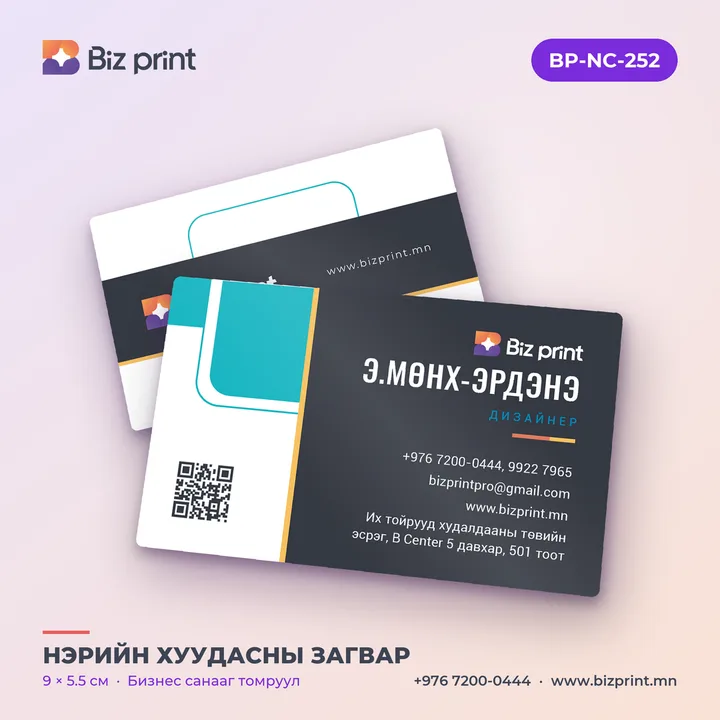 Biz print
BP-NC-252
www.bizprint.mn
Biz print
Э.МӨНХ-ЭРДЭНЭ
ДИЗАЙНЕР
+976 7200-0444, 9922 7965
bizprintpro@gmail.com
www.bizprint.mn
Их тойрууд худалдааны төвийн
эсрэг, B Center 5 давхар, 501 тоот
НЭРИЙН ХУУДАСНЫ ЗАГВАР
9 × 5.5 см · Бизнес санааг томруул
+976 7200-0444 · www.bizprint.mn